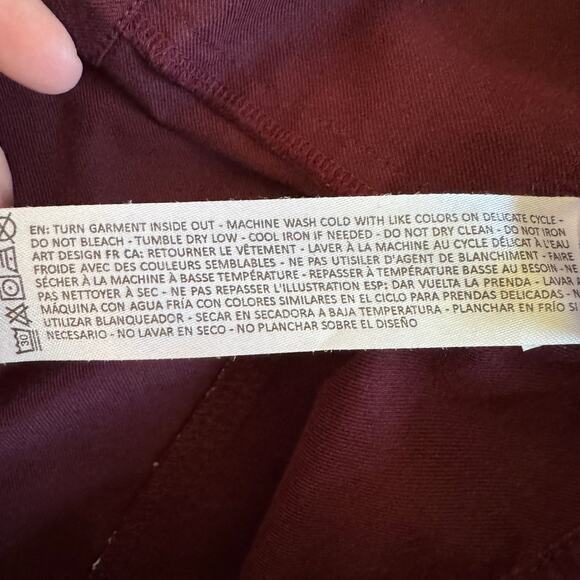 EN: TURN GARMENT INSIDE OUT - MACHINE WASH COLD WITH LIKE COLORS ON DELICATE CYCLE -
DO NOT BLEACH - TUMBLE DRY LOW - COOL IRON IF NEEDED - DO NOT DRY CLEAN - DO NOT IRON
ART DESIGN FR CA: RETOURNER LE VÊTEMENT - LAVER À LA MACHINE AU CYCLE DÉLICAT À L'EAU
FROIDE AVEC DES COULEURS SEMBLABLES - NE PAS UTISILER D'AGENT DE BLANCHIMENT - FAIRE
SÉCHER À LA MACHINE À BASSE TEMPÉRATURE - REPASSER À TEMPÉRATURE BASSE AU BESOIN - NE
PAS NETTOYER À SEC - NE PAS REPASSER L'ILLUSTRATION ESP: DAR VUELTA LA PRENDA - LAVAR A
MÁQUINA CON AGUA FRÍA CON COLORES SIMILARES EN EL CICLO PARA PRENDAS DELICADAS - N
UTILIZAR BLANQUEADOR - SECAR EN SECADORA A BAJA TEMPERATURA - PLANCHAR EN FRÍO SI
NECESARIO - NO LAVAR EN SECO - NO PLANCHAR SOBRE EL DISEÑO
30